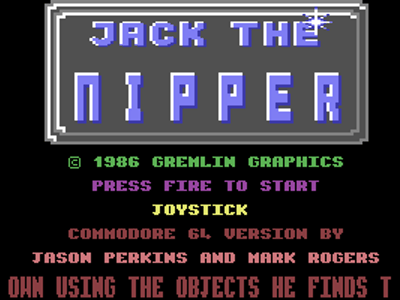 JACK THE
NIPPER
© 1986 GREMLIN GRAPHICS
PRESS FIRE TO START
JOYSTICK
COMMODORE 64 VERSION BY
JASON PERKINS AND MARK ROGERS
OWN USING THE OBJECTS HE FINDS T